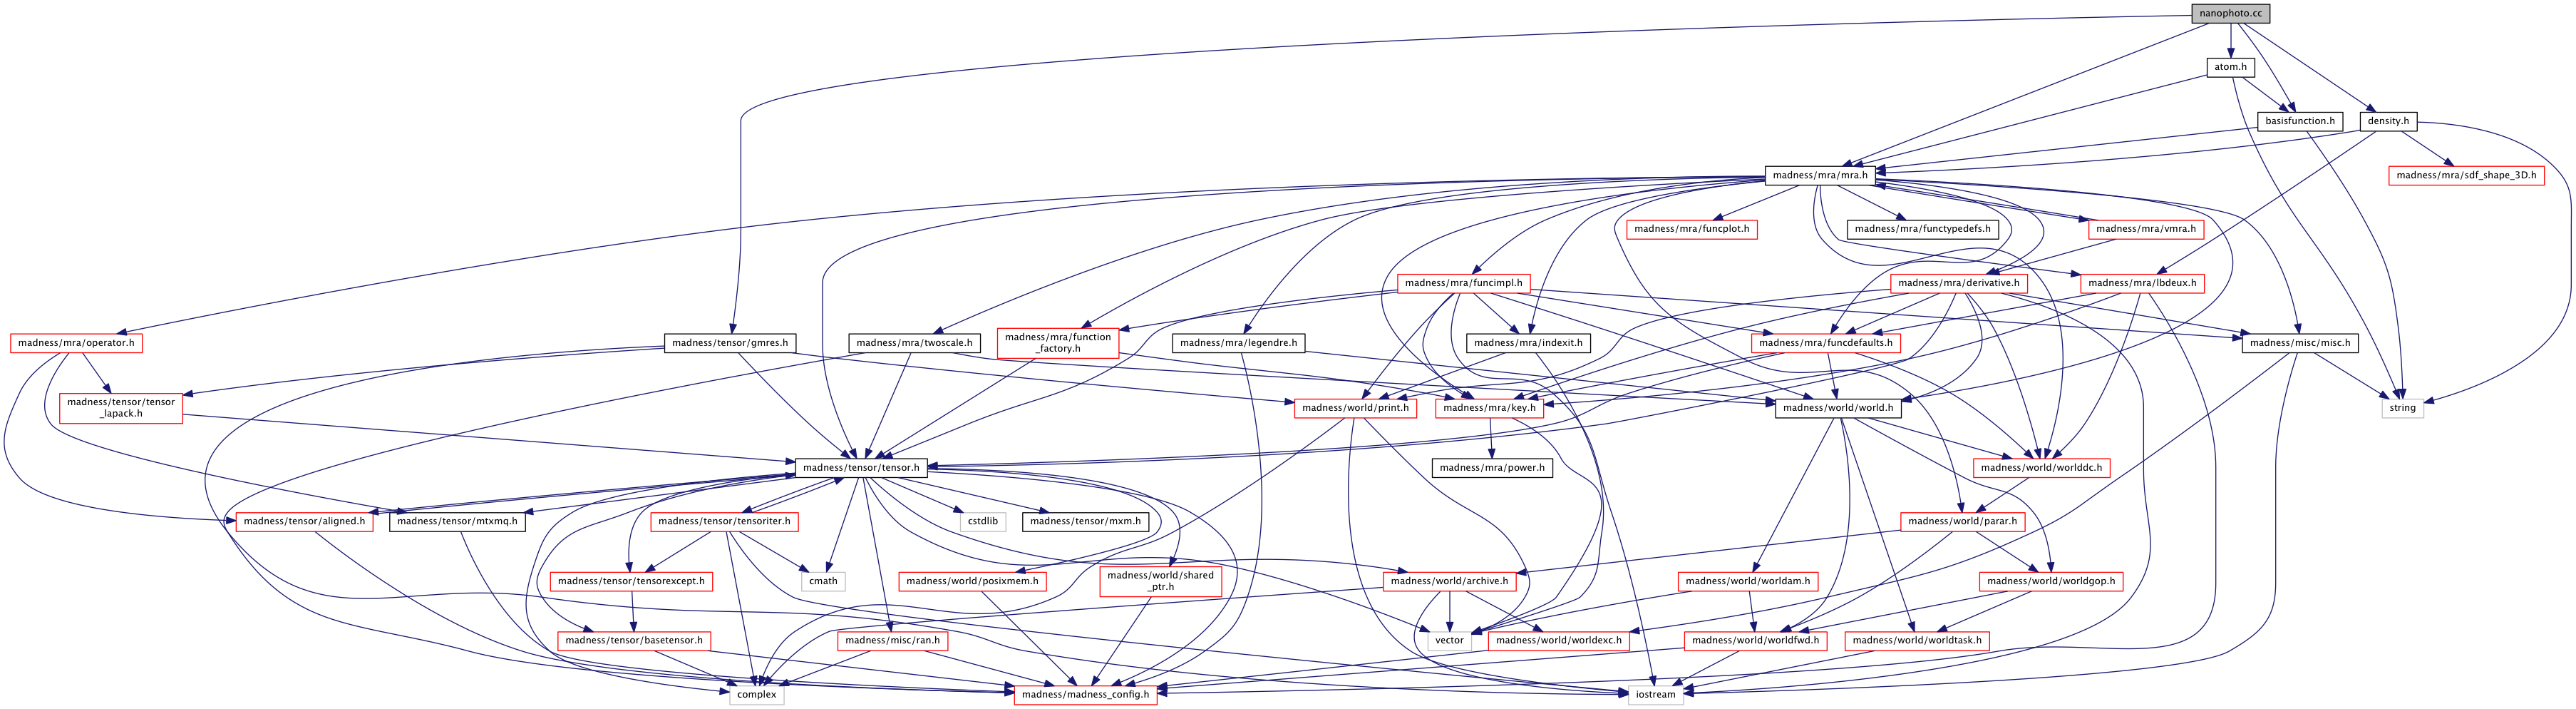 nanophoto.cc
atom.h
basisfunction.h
density.h
madness/mra/mra.h
madness/mra/sdf_shape_3D.h
madness/mra/funcplot.h
madness/mra/functypedefs.h
madness/mra/vmra.h
madness/mra/funcimpl.h
madness/mra/derivative.h
madness/mra/lbdeux.h
madness/mra/operator.h
madness/tensor/gmres.h
madness/mra/twoscale.h
madness/mra/function
_factory.h
madness/mra/legendre.h
madness/mra/indexit.h
madness/mra/funcdefaults.h
madness/misc/misc.h
madness/tensor/tensor
_lapack.h
madness/world/print.h
madness/mra/key.h
madness/world/world.h
string
madness/tensor/tensor.h
madness/mra/power.h
madness/world/worlddc.h
madness/tensor/aligned.h
madness/tensor/mtxmq.h
madness/tensor/tensoriter.h
cstdlib
madness/tensor/mxm.h
madness/world/parar.h
madness/tensor/tensorexcept.h
cmath
madness/world/posixmem.h
madness/world/shared
_ptr.h
madness/world/archive.h
madness/world/worldam.h
madness/world/worldgop.h
madness/tensor/basetensor.h
madness/misc/ran.h
vector
madness/world/worldexc.h
madness/world/worldfwd.h
madness/world/worldtask.h
complex
madness/madness_config.h
iostream